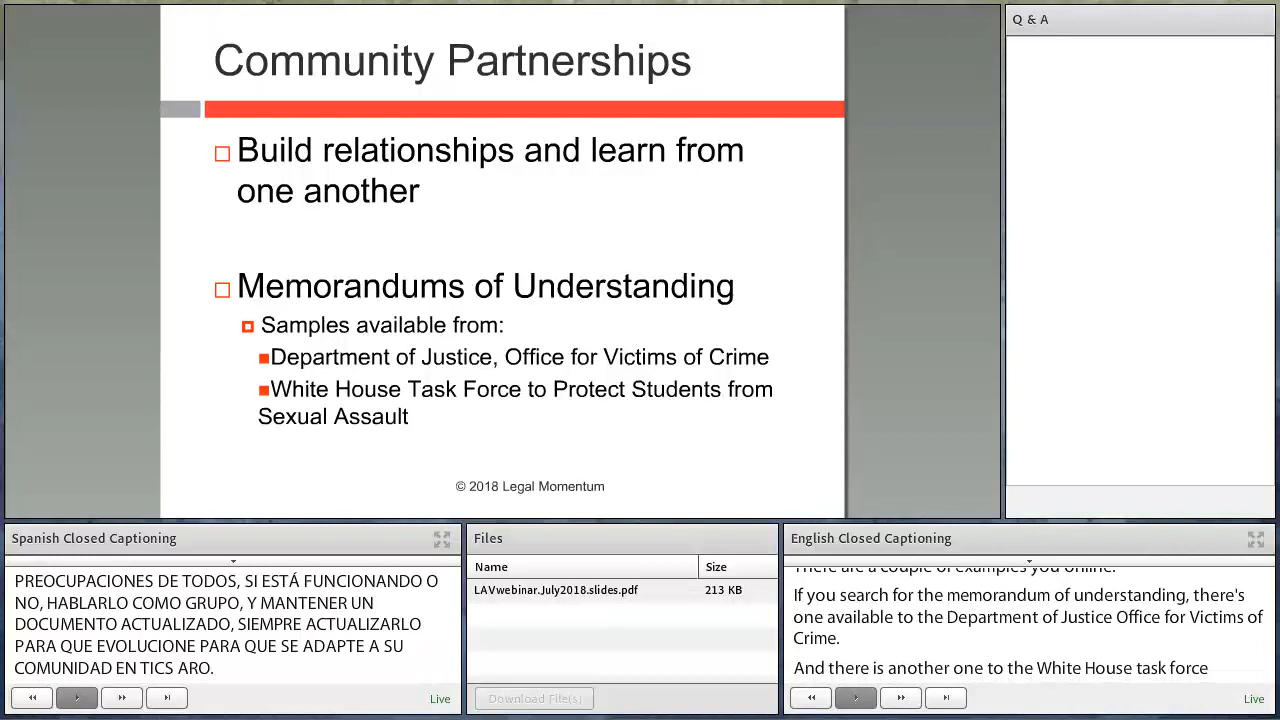 Community Partnerships
Build relationships and learn from
one another
Memorandums of Understanding
Samples available from:
Department of Justice, Office for Victims of Crime
White House Task Force to Protect Students from
Sexual Assault
© 2018 Legal Momentum
Q & A
Spanish Closed Captioning
PREOCUPACIONES DE TODOS, SI ESTÁ FUNCIONANDO O
NO, HABLARLO COMO GRUPO, Y MANTENER UN
DOCUMENTO ACTUALIZADO, SIEMPRE ACTUALIZARLO
PARA QUE EVOLUCIONE PARA QUE SE ADAPTE A SU
COMUNIDAD EN TICS ARO.
Live
Files
Name Size
LAVwebinar.July2018.slides.pdf 213 KB
Download File(s)
English Closed Captioning
There are a couple of examples you online.
If you search for the memorandum of understanding, there's
one available to the Department of Justice Office for Victims of
Crime.
And there is another one to the White House task force
Live